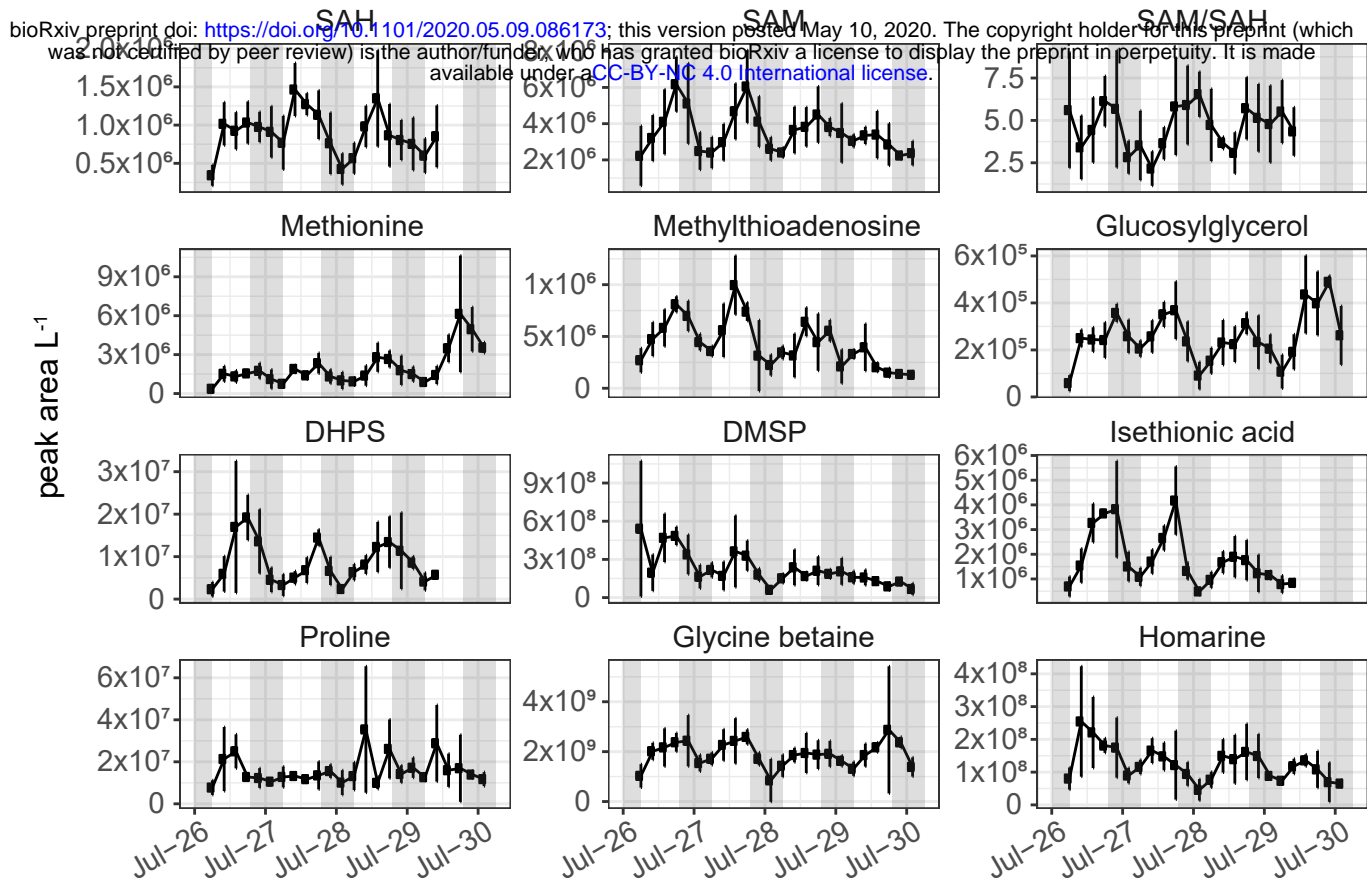 SAH SAM SAM/SAH
bioRxiv preprint doi: https://doi.org/10.1101/2020.05.09.086173; this version posted May 10, 2020. The copyright holder for this preprint (which
was not certified by peer review) is the author/funder, who has granted bioRxiv a license to display the preprint in perpetuity. It is made
available under aCC-BY-NC 4.0 International license.
2.0x10⁶
1.5x10⁶
1.0x10⁶
0.5x10⁶
8x10⁶
6x10⁶
4x10⁶
2x10⁶
7.5
5.0
2.5
Methionine Methylthioadenosine Glucosylglycerol
9x10⁶
6x10⁶
3x10⁶
0
1x10⁶
5x10⁶
0
6x10⁵
4x10⁵
2x10⁵
0
peak area L⁻¹
DHPS DMSP Isethionic acid
3x10⁷
2x10⁷
1x10⁷
0
9x10⁸
6x10⁸
3x10⁸
0
6x10⁶
5x10⁶
4x10⁶
3x10⁶
2x10⁶
1x10⁶
Proline Glycine betaine Homarine
6x10⁷
4x10⁷
2x10⁷
0
4x10⁹
2x10⁹
0
4x10⁸
3x10⁸
2x10⁸
1x10⁸
0
Jul−26 Jul−27 Jul−28 Jul−29 Jul−30 Jul−26 Jul−27 Jul−28 Jul−29 Jul−30 Jul−26 Jul−27 Jul−28 Jul−29 Jul−30